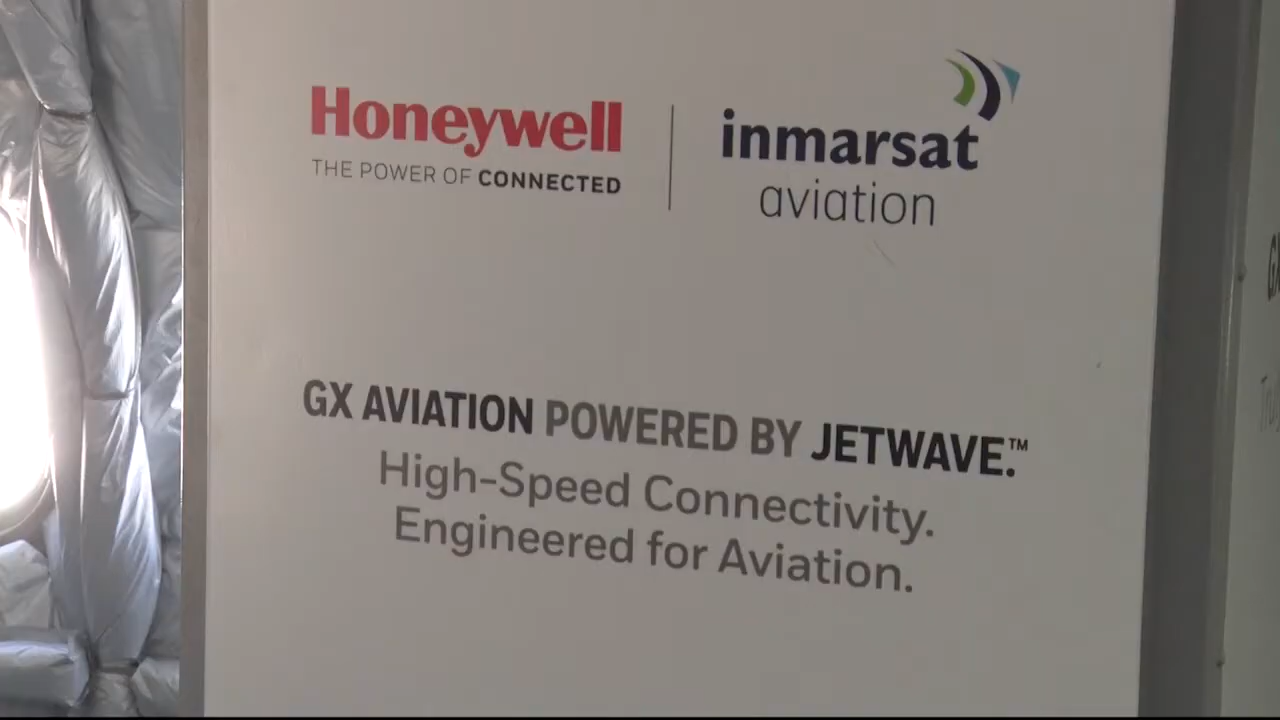 Honeywell
THE POWER OF CONNECTED
inmarsat
aviation
GX AVIATION POWERED BY JETWAVE.™
High-Speed Connectivity.
Engineered for Aviation.